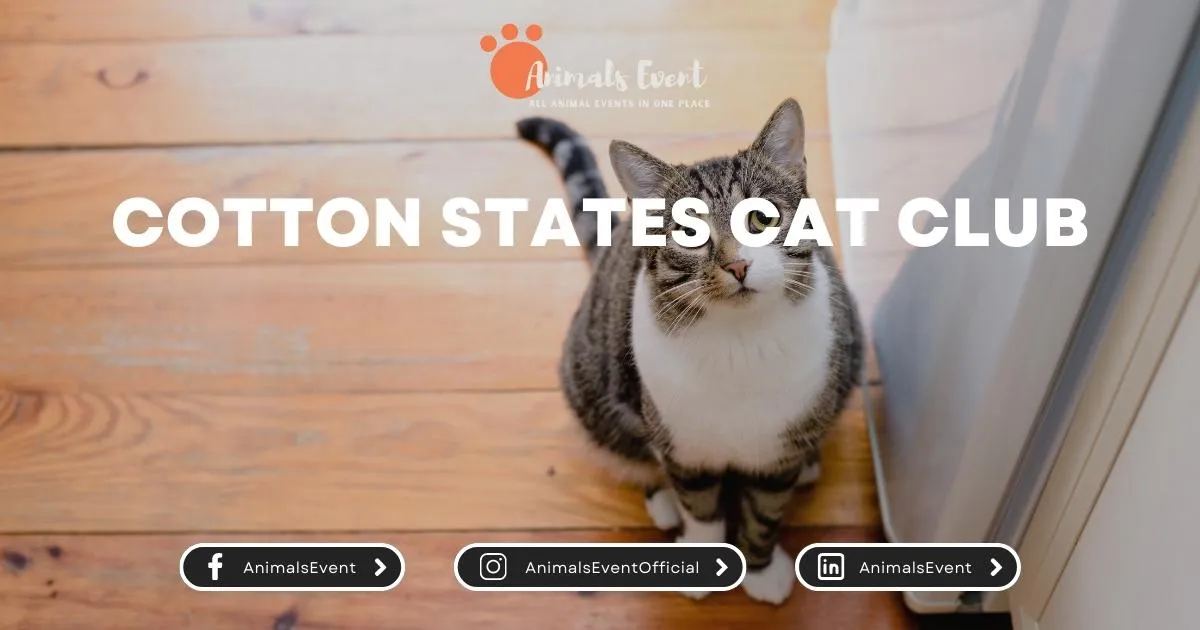 Animals Event
ALL ANIMAL EVENTS IN ONE PLACE
COTTON STATES CAT CLUB
AnimalsEvent
AnimalsEventOfficial
AnimalsEvent